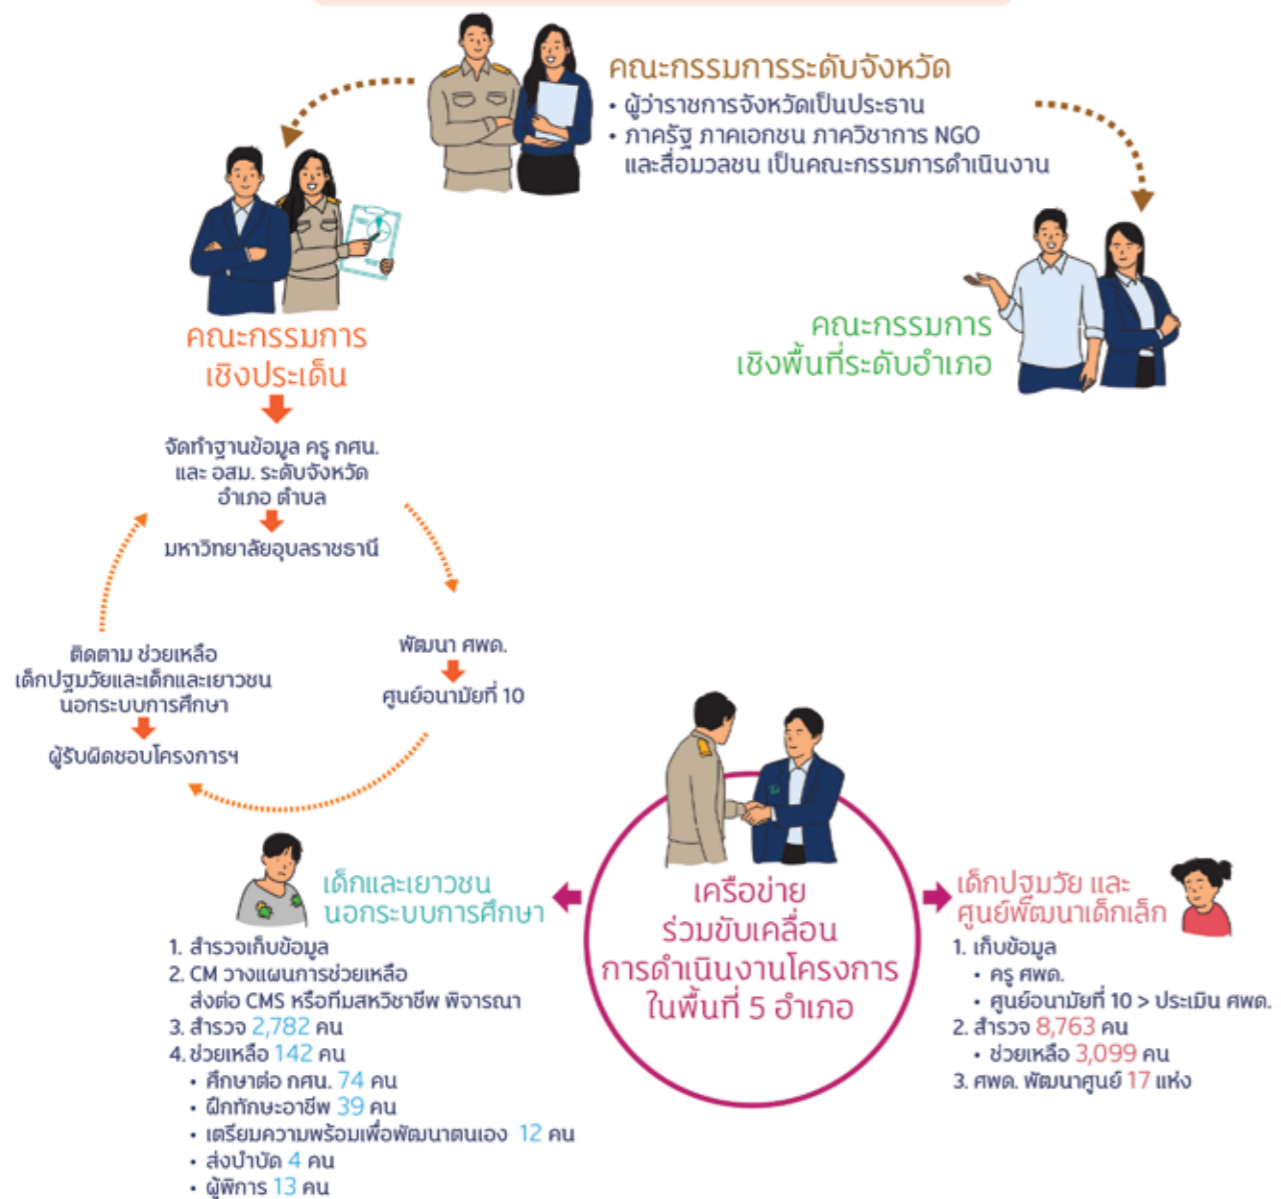 คณะกรรมการระดับจังหวัด
• ผู้ว่าราชการจังหวัดเป็นประธาน
• ภาครัฐ ภาคเอกชน ภาควิชาการ NGO
และสื่อมวลชน เป็นคณะกรรมการดำเนินงาน
คณะกรรมการ
เชิงประเด็น
คณะกรรมการ
เชิงพื้นที่ระดับอำเภอ
จัดทำฐานข้อมูล ครู กศน.
และ อสม. ระดับจังหวัด
อำเภอ ตำบล
มหาวิทยาลัยอุบลราชธานี
พัฒนา ศพด.
ศูนย์อนามัยที่ 10
ติดตาม ช่วยเหลือ
เด็กปฐมวัยและเด็กและเยาวชน
นอกระบบการศึกษา
ผู้รับผิดชอบโครงการฯ
เครือข่าย
ร่วมขับเคลื่อน
การดำเนินงานโครงการ
ในพื้นที่ 5 อำเภอ
เด็กและเยาวชน
นอกระบบการศึกษา
1. สำรวจเก็บข้อมูล
2. CM วางแผนการช่วยเหลือ
ส่งต่อ CMS หรือทีมสหวิชาชีพ พิจารณา
3. สำรวจ 2,782 คน
4. ช่วยเหลือ 142 คน
• ศึกษาต่อ กศน. 74 คน
• ฝึกทักษะอาชีพ 39 คน
• เตรียมความพร้อมเพื่อพัฒนาตนเอง 12 คน
• ส่งบำบัด 4 คน
• ผู้พิการ 13 คน
เด็กปฐมวัย และ
ศูนย์พัฒนาเด็กเล็ก
1. เก็บข้อมูล
• ครู ศพด.
• ศูนย์อนามัยที่ 10 > ประเมิน ศพด.
2. สำรวจ 8,763 คน
• ช่วยเหลือ 3,099 คน
3. ศพด. พัฒนาศูนย์ 17 แห่ง